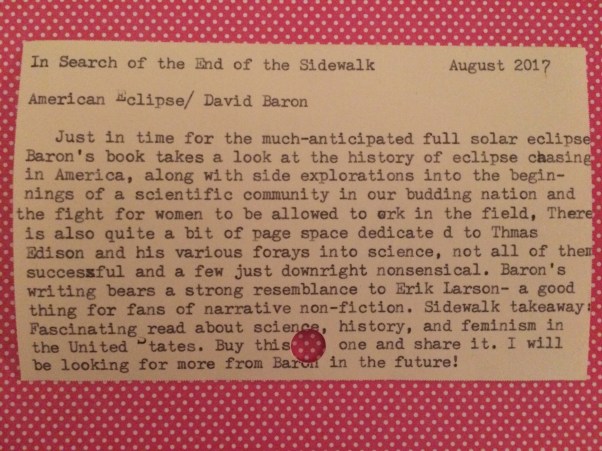 In Search of the End of the Sidewalk August 2017
American Eclipse/ David Baron
Just in time for the much-anticipated full solar eclipse
Baron's book takes a look at the history of eclipse chasing
in America, along with side explorations into the begin-
nings of a scientific community in our budding nation and
the fight for women to be allowed to ork in the field, There
is also quite a bit of page space dedicate d to Thmas
Edison and his various forays into science, not all of them
successful and a few just downright nonsensical. Baron's
writing bears a strong resemblance to Erik Larson- a good
thing for fans of narrative non-fiction. Sidewalk takeaway:
Fascinating read about science, history, and feminism in
the United States. Buy this one and share it. I will
be looking for more from Baron in the future!